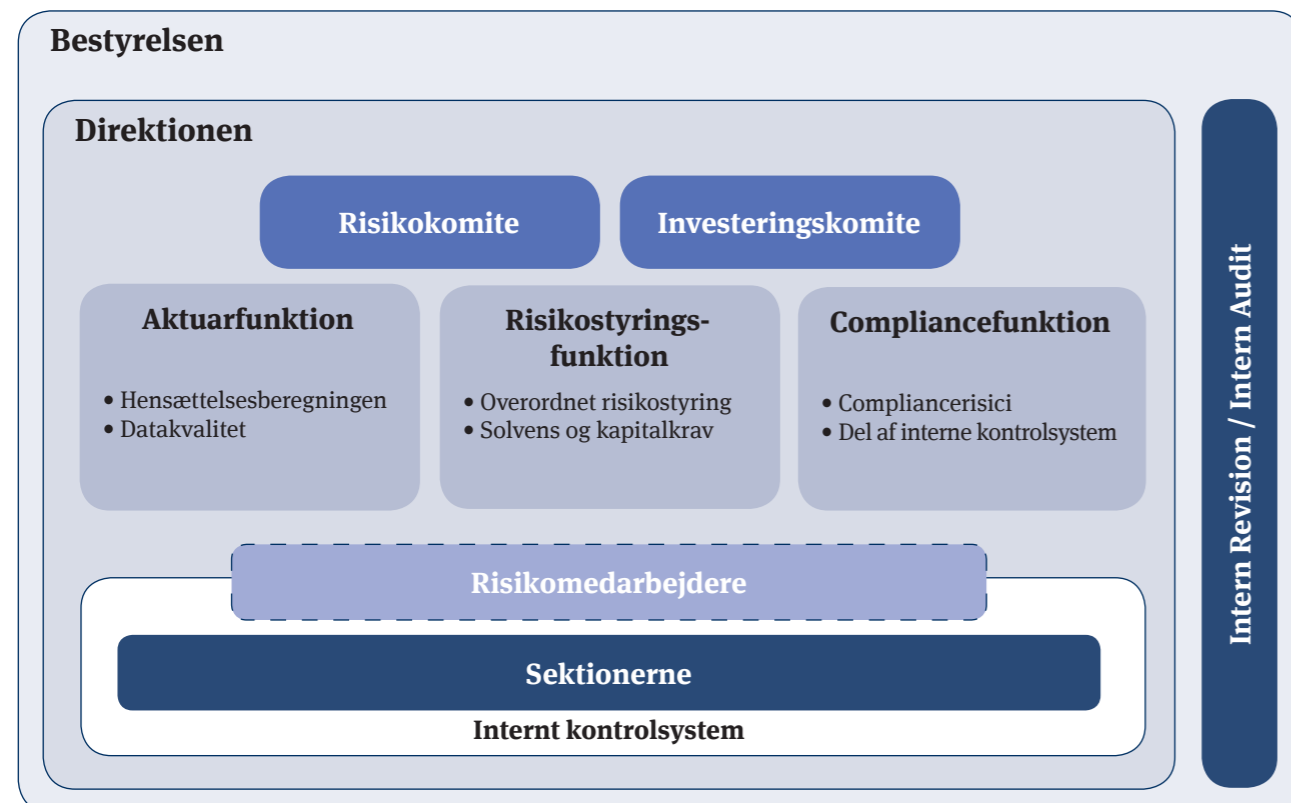 Bestyrelsen
Direktionen
Risikokomite
Investeringskomite
Aktuarfunktion
• Hensættelsesberegningen
• Datakvalitet
Risikostyrings-
funktion
• Overordnet risikostyring
• Solvens og kapitalkrav
Compliancefunktion
• Compliancerisici
• Del af interne kontrolsystem
Risikomedarbejdere
Sektionerne
Internt kontrolsystem
Intern Revision / Intern Audit